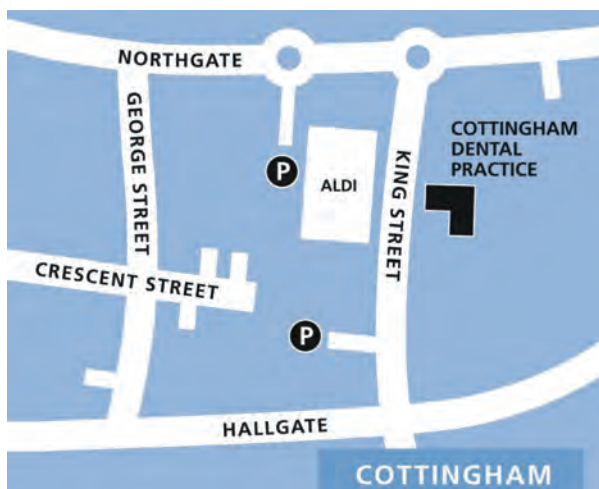 NORTHGATE
GEORGE STREET
COTTINGHAM
DENTAL
PRACTICE
P
ALDI
KING STREET
CRESCENT STREET
P
HALLGATE
COTTINGHAM